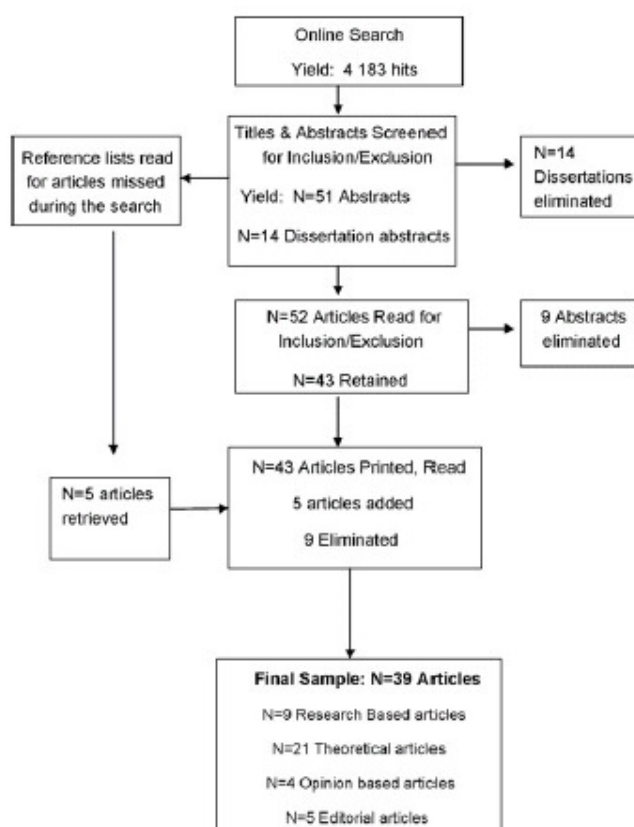 Online Search
Yield: 4 183 hits
Titles & Abstracts Screened
for Inclusion/Exclusion
Yield: N=51 Abstracts
N=14 Dissertation abstracts
Reference lists read
for articles missed
during the search
N=14
Dissertations
eliminated
N=52 Articles Read for
Inclusion/Exclusion
N=43 Retained
9 Abstracts
eliminated
N=43 Articles Printed, Read
5 articles added
9 Eliminated
N=5 articles
retrieved
Final Sample: N=39 Articles
N=9 Research Based articles
N=21 Theoretical articles
N=4 Opinion based articles
N=5 Editorial articles